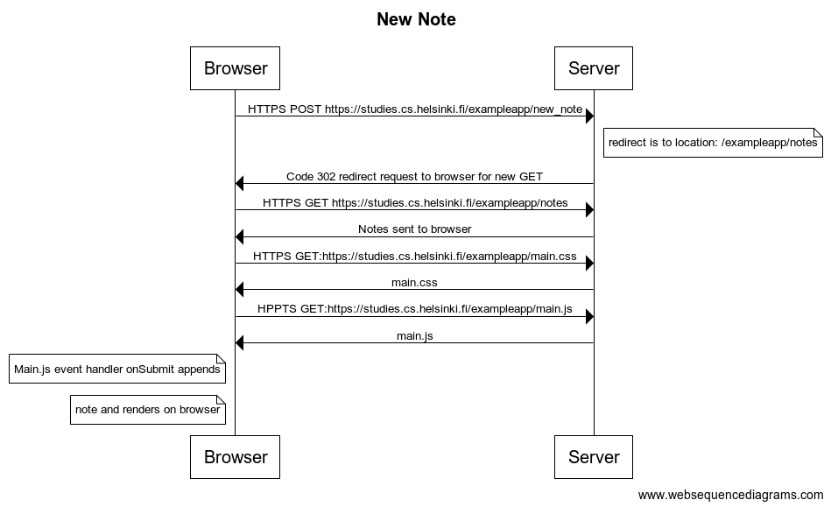 New Note
Browser
Server
HTTPS POST https://studies.cs.helsinki.fi/exampleapp/new_note
redirect is to location: /exampleapp/notes
Code 302 redirect request to browser for new GET
HTTPS GET https://studies.cs.helsinki.fi/exampleapp/notes
Notes sent to browser
HTTPS GET:https://studies.cs.helsinki.fi/exampleapp/main.css
main.css
HPPTS GET:https://studies.cs.helsinki.fi/exampleapp/main.js
main.js
Main.js event handler onSubmit appends
note and renders on browser
Browser
Server
www.websequencediagrams.com